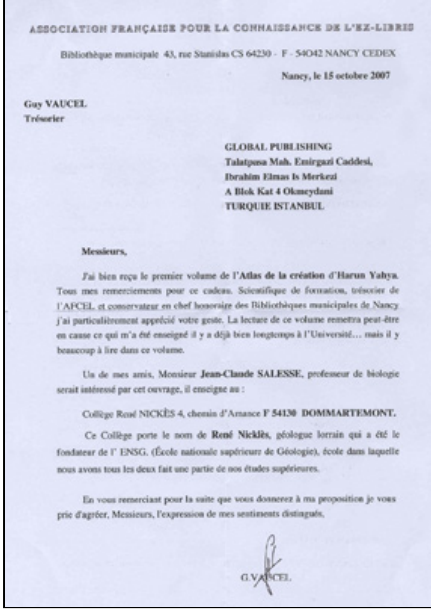 ASSOCIATION FRANÇAISE POUR LA CONNAISSANCE DE L'EX-LIBRIS
Bibliothèque municipale 43, rue Stanislas CS 64230 - F - 54042 NANCY CEDEX
Nancy, le 15 octobre 2007
Guy VAUCEL
Trésorier
GLOBAL PUBLISHING
Talatpasa Mah. Emirgazi Caddesi,
Ibrahim Elmas Is Merkezi
A Blok Kat 4 Okmeydani
TURQUIE ISTANBUL
Messieurs,
J'ai bien reçu le premier volume de l'Atlas de la création d'Harun Yahya.
Tous mes remerciements pour ce cadeau. Scientifique de formation, trésorier de
l'AFCEL et conservateur en chef honoraire des Bibliothèques municipales de Nancy
j'ai particulièrement apprécié votre geste. La lecture de ce volume remettra peut-être
en cause ce qui m'a été enseigné il y a déjà bien longtemps à l'Université... mais il y
beaucoup à lire dans ce volume.
Un de mes amis, Monsieur Jean-Claude SALESSE, professeur de biologie
serait intéressé par cet ouvrage, il enseigne au :
Collège René NICKLÈS 4, chemin d'Amance F 54130 DOMMARTEMONT.
Ce Collège porte le nom de René Nicklès, géologue lorrain qui a été le
fondateur de l' ENSG. (École nationale supérieure de Géologie), école dans laquelle
nous avons tous les deux fait une partie de nos études supérieures.
En vous remerciant pour la suite que vous donnerez à ma proposition je vous
prie d'agréer, Messieurs, l'expression de mes sentiments distingués.
G.VAUCEL.